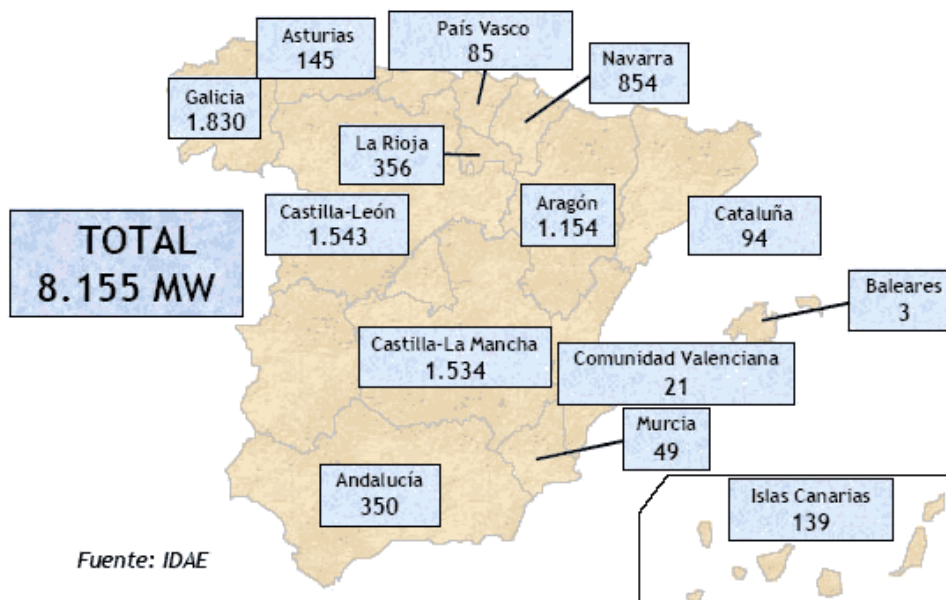 Asturias
145
País Vasco
85
Navarra
854
Galicia
1.830
La Rioja
356
Castilla-León
1.543
Aragón
1.154
Cataluña
94
TOTAL
8.155 MW
Baleares
3
Castilla-La Mancha
1.534
Comunidad Valenciana
21
Murcia
49
Andalucía
350
Islas Canarias
139
Fuente: IDAE